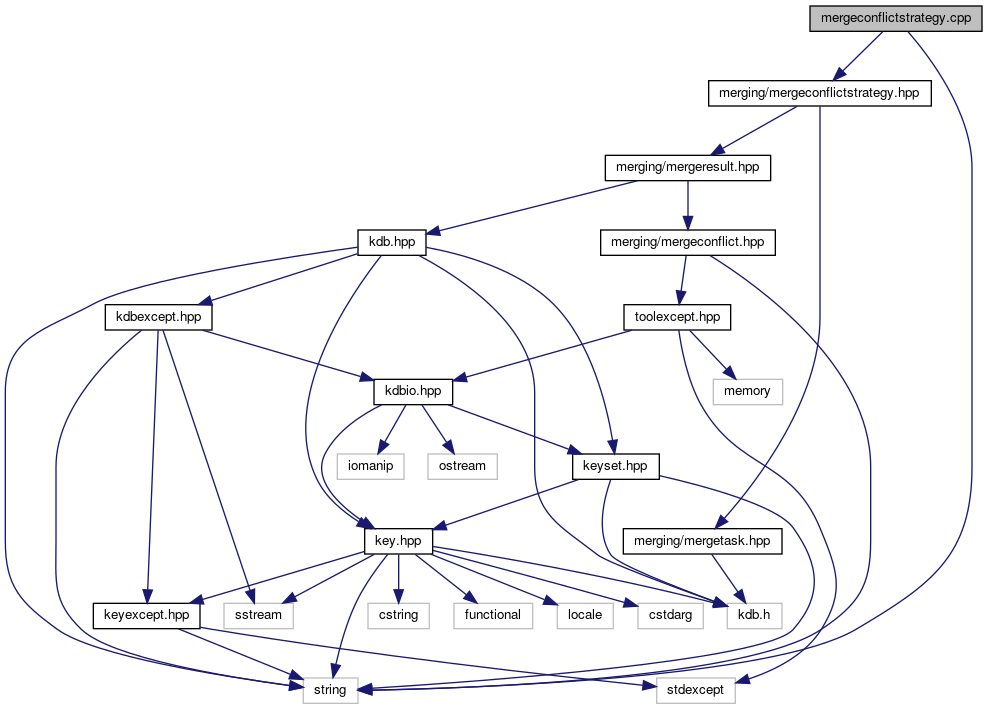 mergeconflictstrategy.cpp
merging/mergeconflictstrategy.hpp
merging/mergeresult.hpp
kdb.hpp
merging/mergeconflict.hpp
kdbexcept.hpp
toolexcept.hpp
kdbio.hpp
memory
iomanip
ostream
keyset.hpp
key.hpp
merging/mergetask.hpp
keyexcept.hpp
sstream
cstring
functional
locale
cstdarg
kdb.h
string
stdexcept